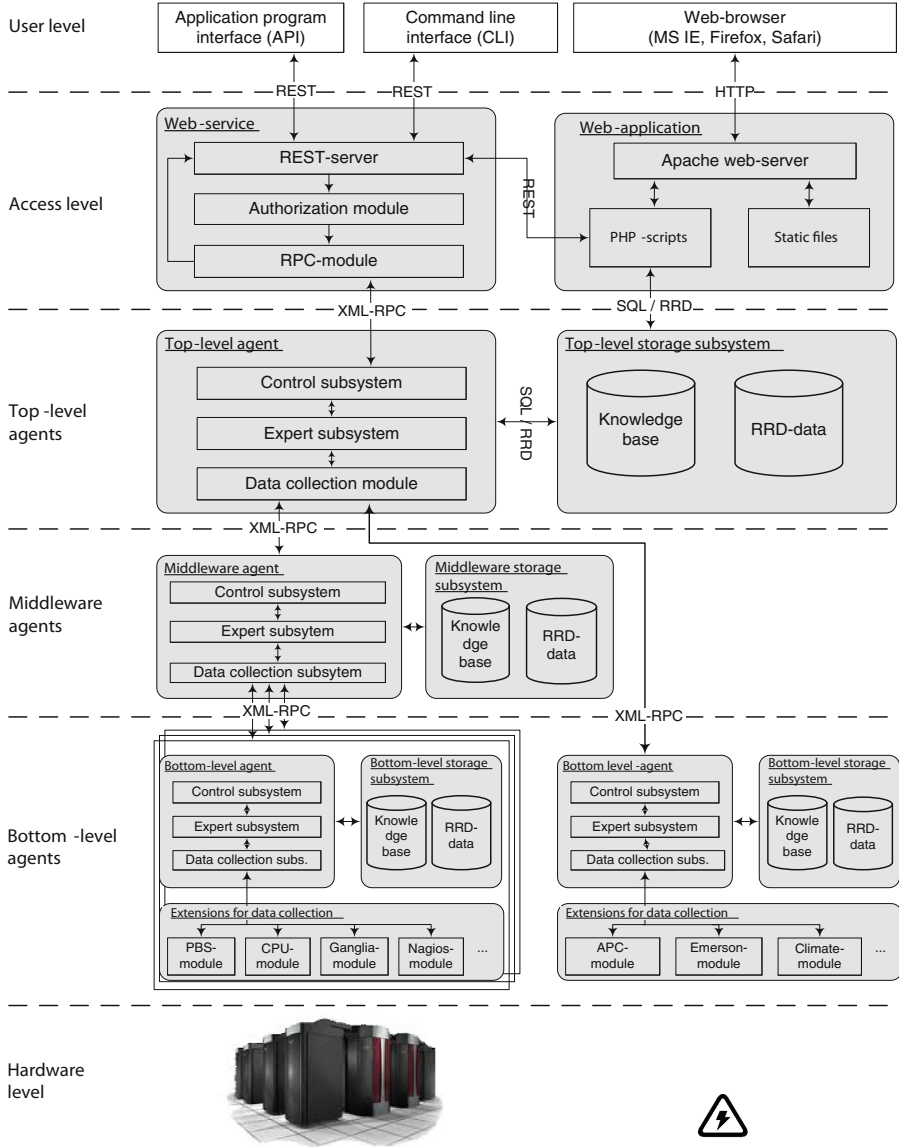 User level
Application program
interface (API)
Command line
interface (CLI)
Web-browser
(MS IE, Firefox, Safari)
REST
REST
HTTP
Access level
Web-service
REST-server
Authorization module
RPC-module
REST
Web-application
Apache web-server
PHP -scripts
Static files
XML-RPC
SQL / RRD
Top -level
agents
Top-level agent
Control subsystem
Expert subsystem
Data collection module
SQL / RRD
Top-level storage subsystem
Knowledge
base
RRD-data
XML-RPC
Middleware
agents
Middleware agent
Control subsystem
Expert subsytem
Data collection subsytem
Middleware storage
subsystem
Knowle
dge
base
RRD-
data
XML-RPC
XML-RPC
Bottom -level
agents
Bottom-level agent
Control subsystem
Expert subsystem
Data collection subs.
Bottom-level storage
subsystem
Knowle
dge
base
RRD-
data
Extensions for data collection
PBS-
module
CPU-
module
Ganglia-
module
Nagios-
module
...
Bottom level -agent
Control subsystem
Expert subsystem
Data collection subs.
Bottom-level storage
subsystem
Knowle
dge
base
RRD-
data
Extensions for data collection
APC-
module
Emerson-
module
Climate-
module
...
Hardware
level